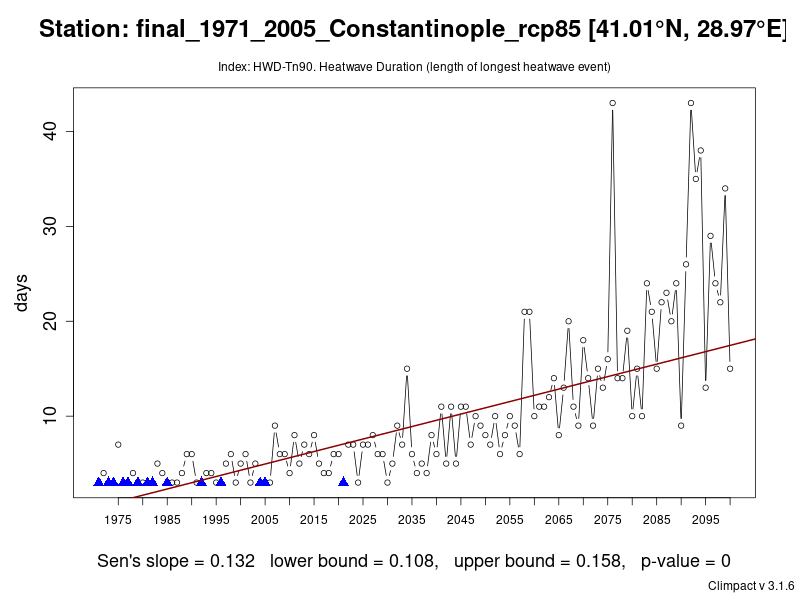 Station: final_1971_2005_Constantinople_rcp85 [41.01°N, 28.97°E]
Index: HWD-Tn90. Heatwave Duration (length of longest heatwave event)
days
40
30
20
10
1975 1985 1995 2005 2015 2025 2035 2045 2055 2065 2075 2085 2095
Sen's slope = 0.132 lower bound = 0.108, upper bound = 0.158, p-value = 0
Climpact v 3.1.6